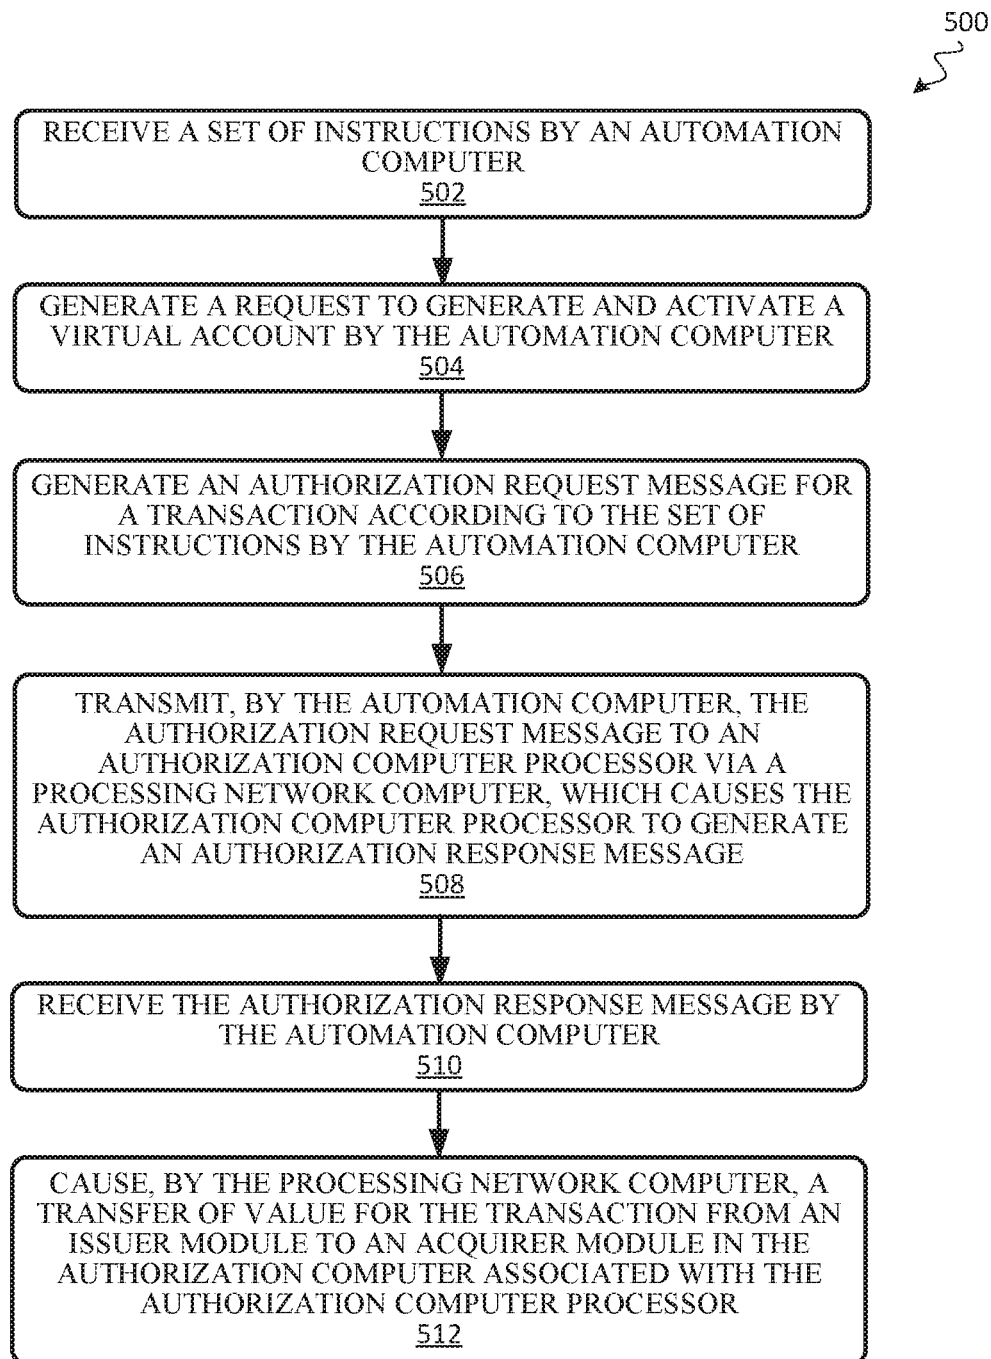 500
RECEIVE A SET OF INSTRUCTIONS BY AN AUTOMATION
COMPUTER
502
GENERATE A REQUEST TO GENERATE AND ACTIVATE A
VIRTUAL ACCOUNT BY THE AUTOMATION COMPUTER
504
GENERATE AN AUTHORIZATION REQUEST MESSAGE FOR
A TRANSACTION ACCORDING TO THE SET OF
INSTRUCTIONS BY THE AUTOMATION COMPUTER
506
TRANSMIT, BY THE AUTOMATION COMPUTER, THE
AUTHORIZATION REQUEST MESSAGE TO AN
AUTHORIZATION COMPUTER PROCESSOR VIA A
PROCESSING NETWORK COMPUTER, WHICH CAUSES THE
AUTHORIZATION COMPUTER PROCESSOR TO GENERATE
AN AUTHORIZATION RESPONSE MESSAGE
508
RECEIVE THE AUTHORIZATION RESPONSE MESSAGE BY
THE AUTOMATION COMPUTER
510
CAUSE, BY THE PROCESSING NETWORK COMPUTER, A
TRANSFER OF VALUE FOR THE TRANSACTION FROM AN
ISSUER MODULE TO AN ACQUIRER MODULE IN THE
AUTHORIZATION COMPUTER ASSOCIATED WITH THE
AUTHORIZATION COMPUTER PROCESSOR
512